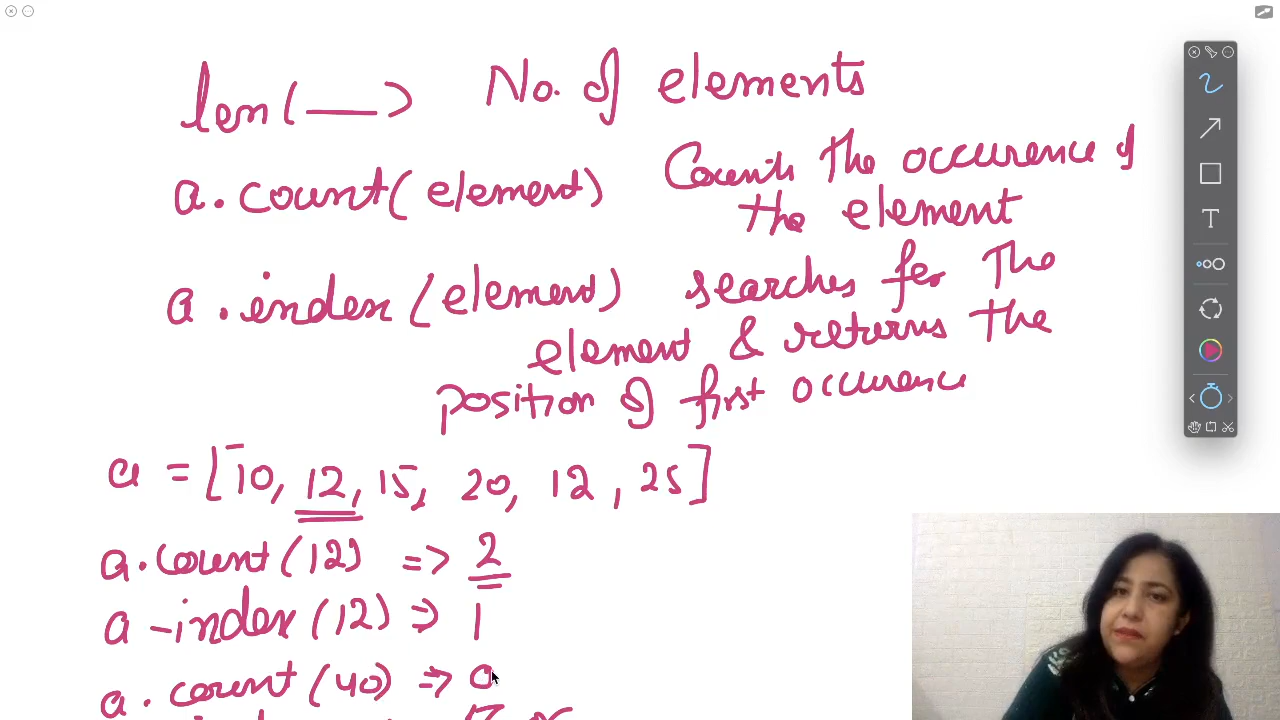 len(__) No. of elements
a.count(element) Counts the occurence of
the element
a.index(element) searches for the
element & returns the
position of first occurence
a = [10, 12, 15, 20, 12, 25]
a.count(12) => 2
a-index(12) => 1
a.count(40) => 0
T